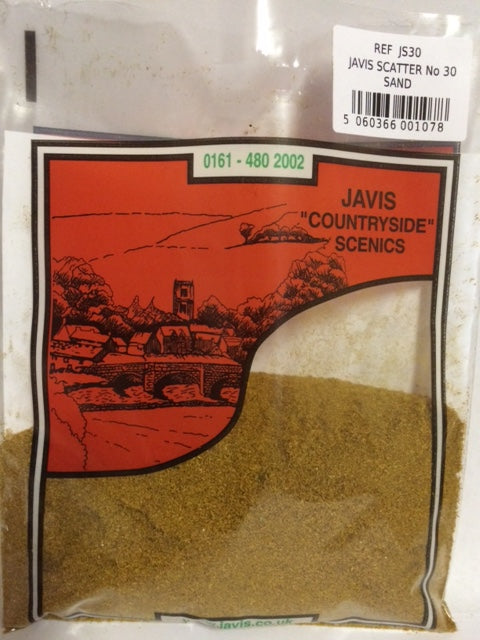 REF JS30
JAVIS SCATTER No 30
SAND
5 060366 001078
0161 - 480 2002
JAVIS
"COUNTRYSIDE"
SCENICS
.javis.co.uk